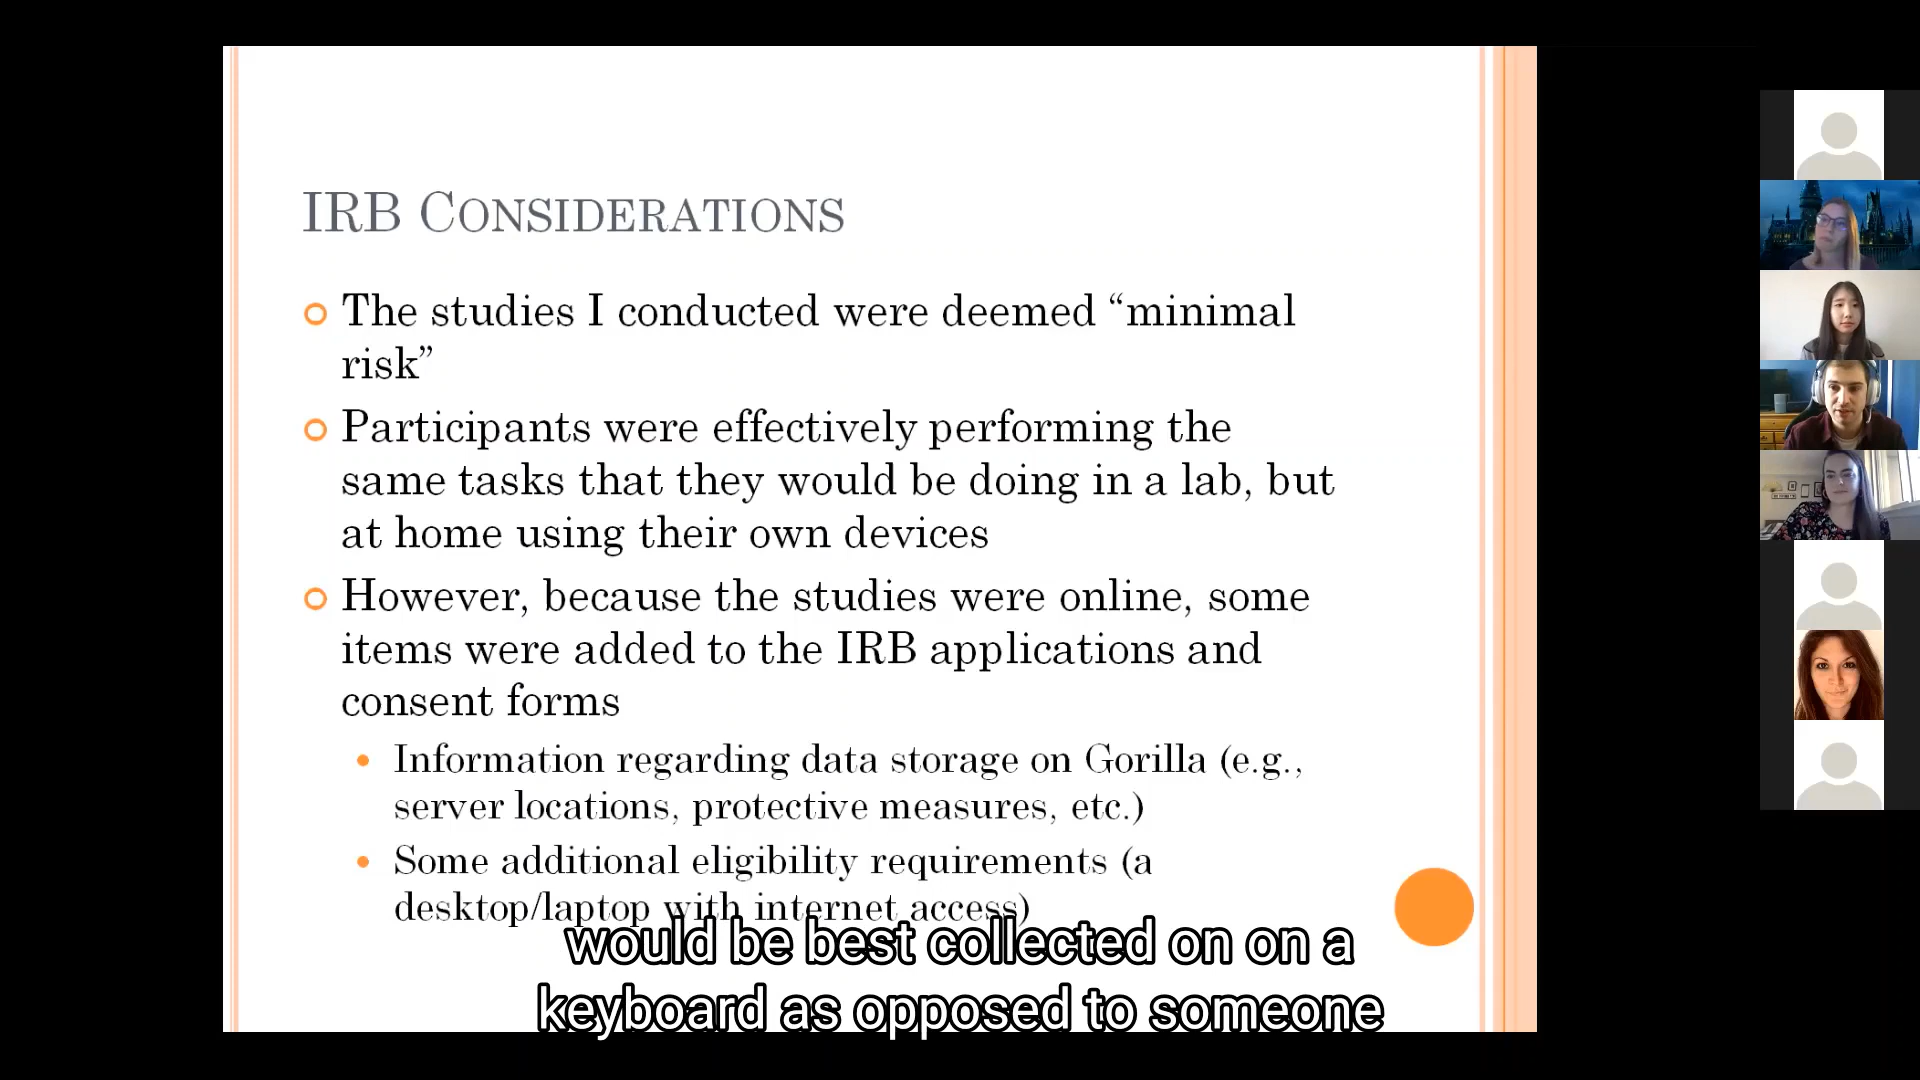 IRB CONSIDERATIONS
The studies I conducted were deemed “minimal
risk”
Participants were effectively performing the
same tasks that they would be doing in a lab, but
at home using their own devices
However, because the studies were online, some
items were added to the IRB applications and
consent forms
Information regarding data storage on Gorilla (e.g.,
server locations, protective measures, etc.)
Some additional eligibility requirements (a
desktop/laptop with internet access)
would be best collected on on a
keyboard as opposed to someone